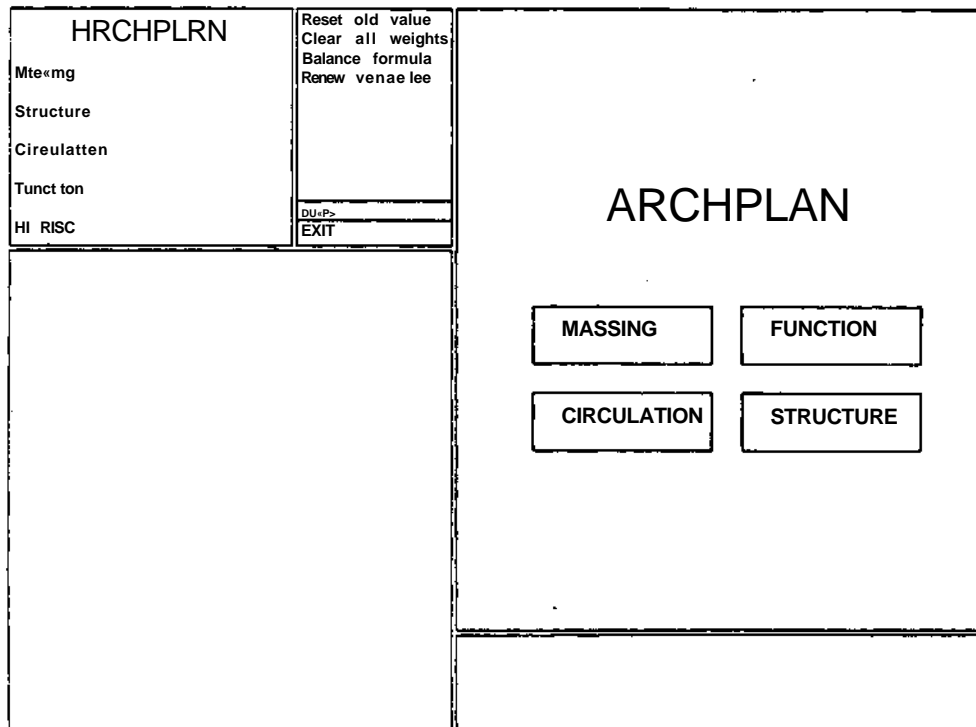 HRCHPLRN
Mte«mg
Structure
Cireulatten
Tunct ton
HI RISC
Reset old value
Clear all weights
Balance formula
Renew venae lee
DU«P>
EXIT
ARCHPLAN
MASSING
FUNCTION
CIRCULATION
STRUCTURE